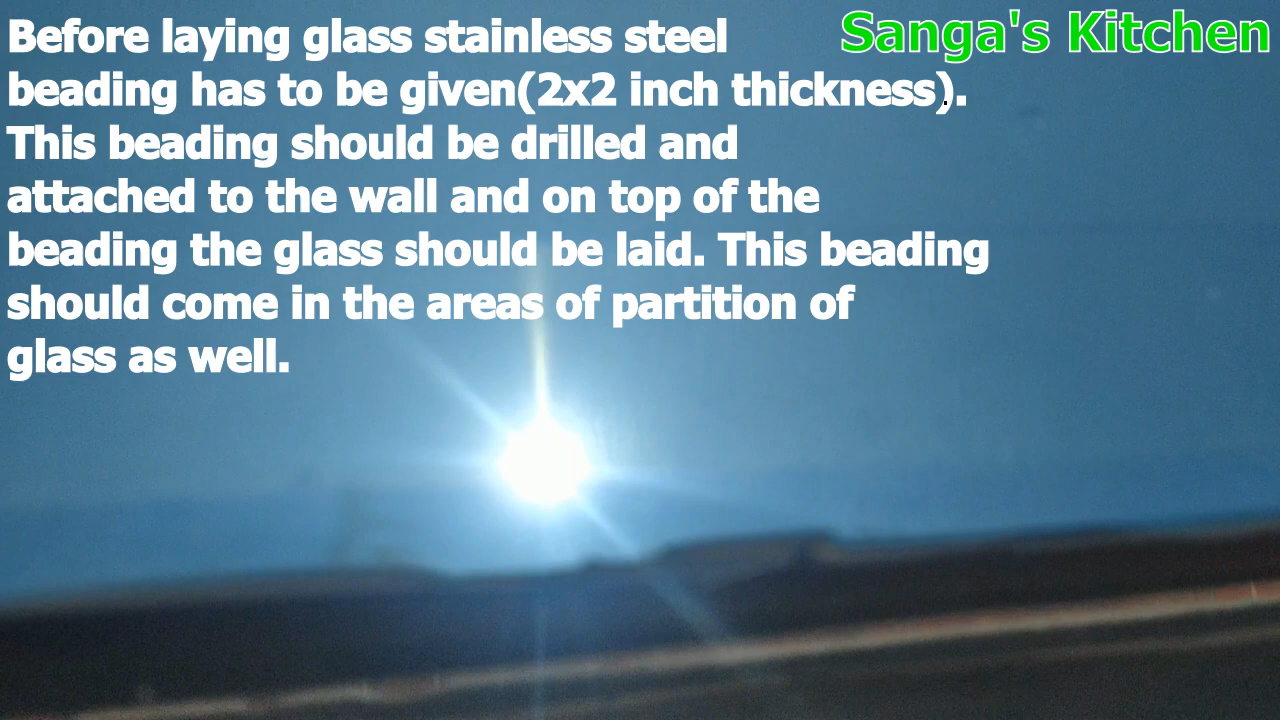 Sanga's Kitchen
Before laying glass stainless steel
beading has to be given(2x2 inch thickness).
This beading should be drilled and
attached to the wall and on top of the
beading the glass should be laid. This beading
should come in the areas of partition of
glass as well.